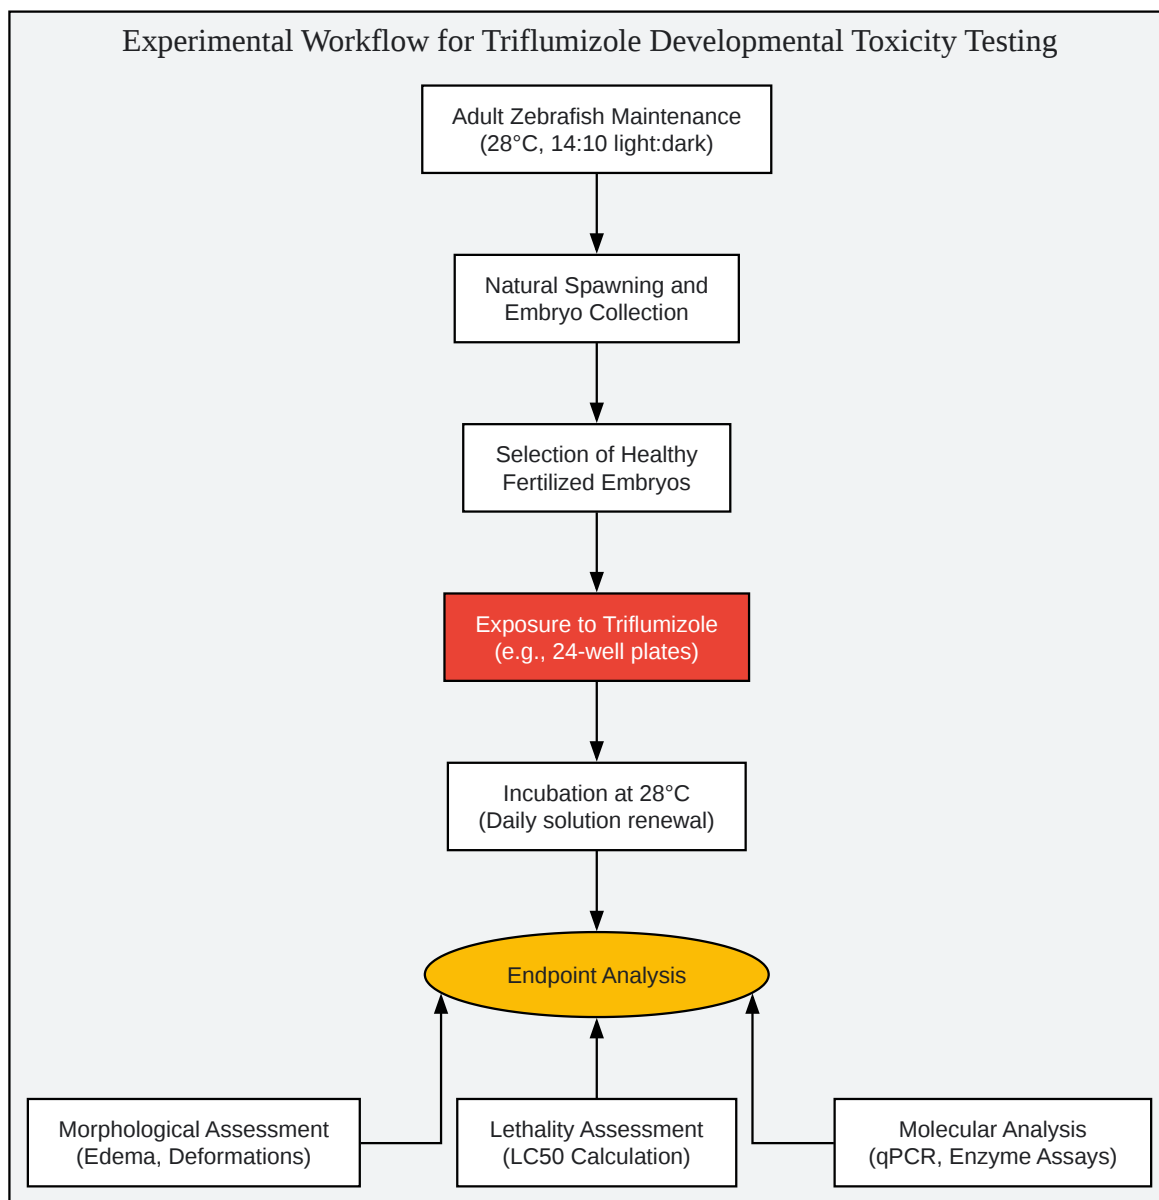 Experimental Workflow for Triflumizole Developmental Toxicity Testing
Adult Zebrafish Maintenance
(28°C, 14:10 light:dark)
Natural Spawning and
Embryo Collection
Selection of Healthy
Fertilized Embryos
Exposure to Triflumizole
(e.g., 24-well plates)
Incubation at 28°C
(Daily solution renewal)
Endpoint Analysis
Morphological Assessment
(Edema, Deformations)
Lethality Assessment
(LC50 Calculation)
Molecular Analysis
(qPCR, Enzyme Assays)